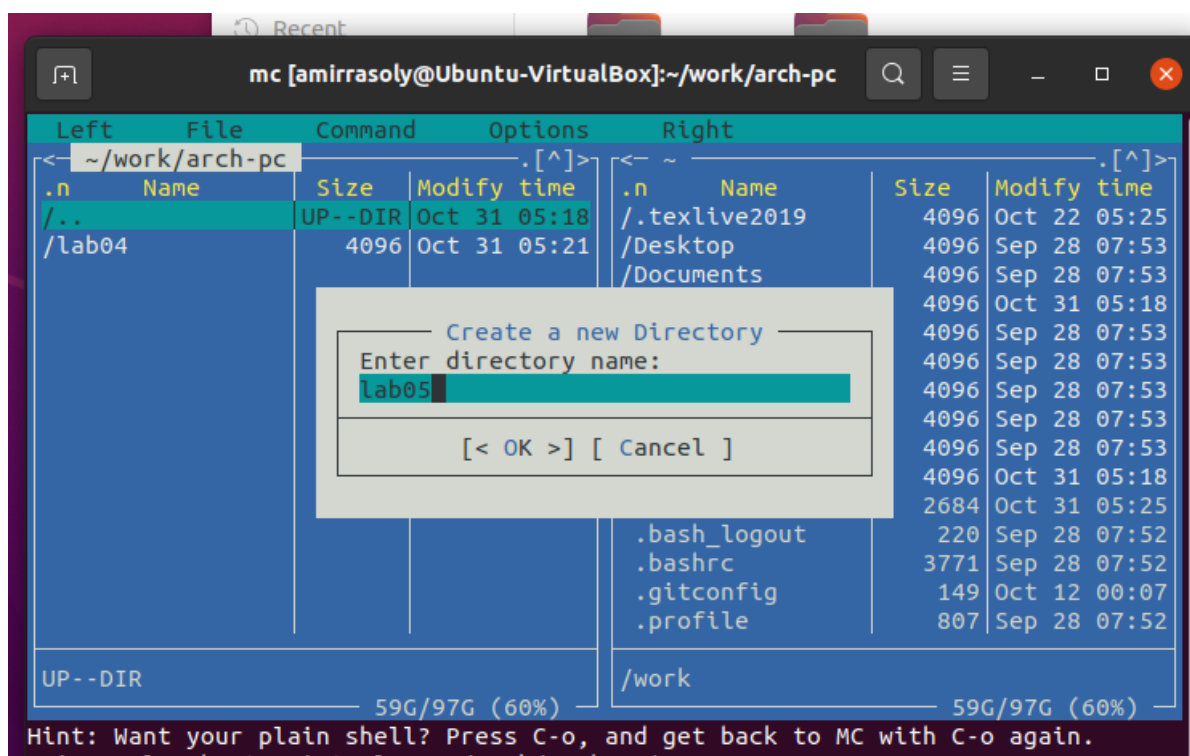 Recent
mc [amirrasoly@Ubuntu-VirtualBox]:~/work/arch-pc
Left File Command Options Right
<─ ~/work/arch-pc ─.[^]>
.n Name Size Modify time
/.. UP--DIR Oct 31 05:18
/lab04 4096 Oct 31 05:21
UP--DIR
59G/97G (60%)
<─ ~ ─.[^]>
.n Name Size Modify time
/.texlive2019 4096 Oct 22 05:25
/Desktop 4096 Sep 28 07:53
/Documents 4096 Sep 28 07:53
4096 Oct 31 05:18
4096 Sep 28 07:53
4096 Sep 28 07:53
4096 Sep 28 07:53
4096 Sep 28 07:53
4096 Sep 28 07:53
4096 Oct 31 05:18
2684 Oct 31 05:25
.bash_logout 220 Sep 28 07:52
.bashrc 3771 Sep 28 07:52
.gitconfig 149 Oct 12 00:07
.profile 807 Sep 28 07:52
/work
59G/97G (60%)
Create a new Directory
Enter directory name:
lab05
[< OK >] [ Cancel ]
Hint: Want your plain shell? Press C-o, and get back to MC with C-o again.